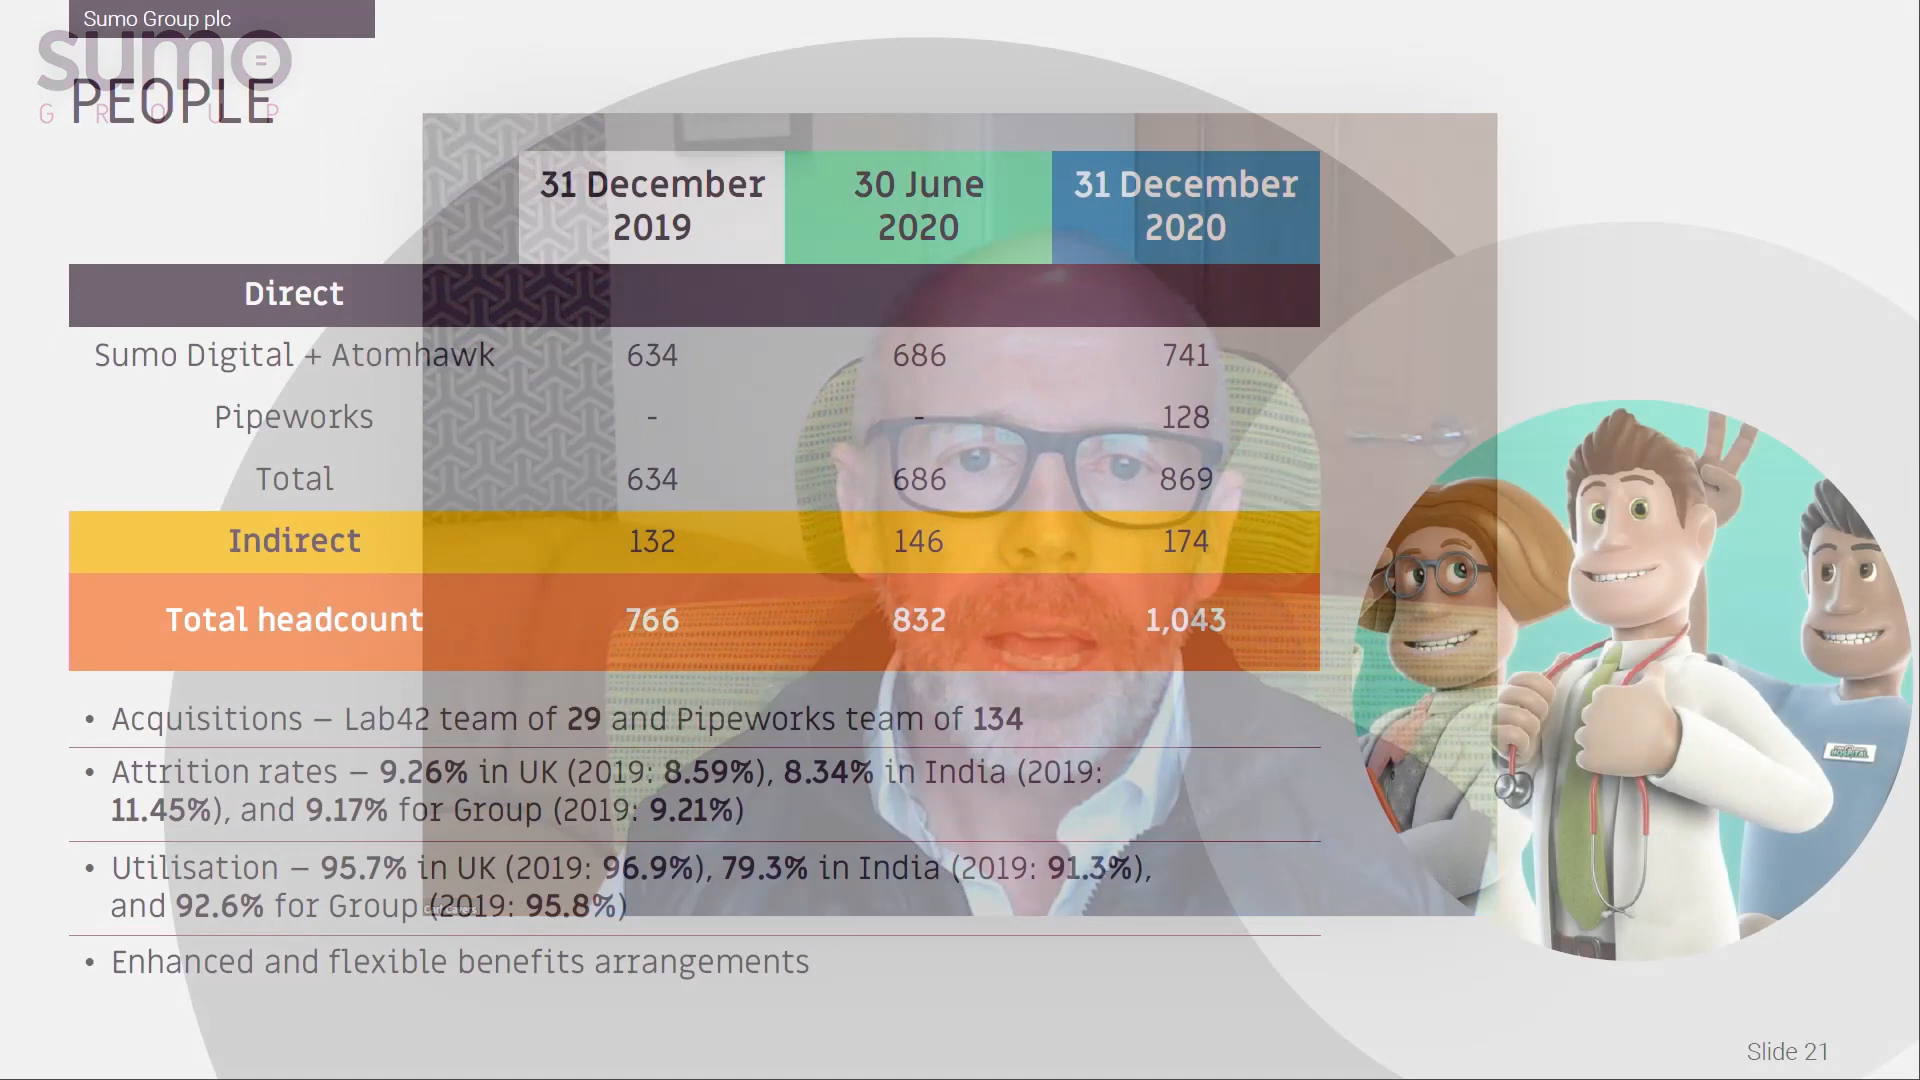 Sumo Group plc
sumo
GROUP
PEOPLE
31 December 2019
30 June 2020
31 December 2020
Direct
Sumo Digital + Atomhawk 634 686 741
Pipeworks - - 128
Total 634 686 869
Indirect 132 146 174
Total headcount 766 832 1,043
• Acquisitions – Lab42 team of 29 and Pipeworks team of 134
• Attrition rates – 9.26% in UK (2019: 8.59%), 8.34% in India (2019:
11.45%), and 9.17% for Group (2019: 9.21%)
• Utilisation – 95.7% in UK (2019: 96.9%), 79.3% in India (2019: 91.3%),
and 92.6% for Group (2019: 95.8%)
Carl Cavers
• Enhanced and flexible benefits arrangements
HOSPITAL
Slide 21